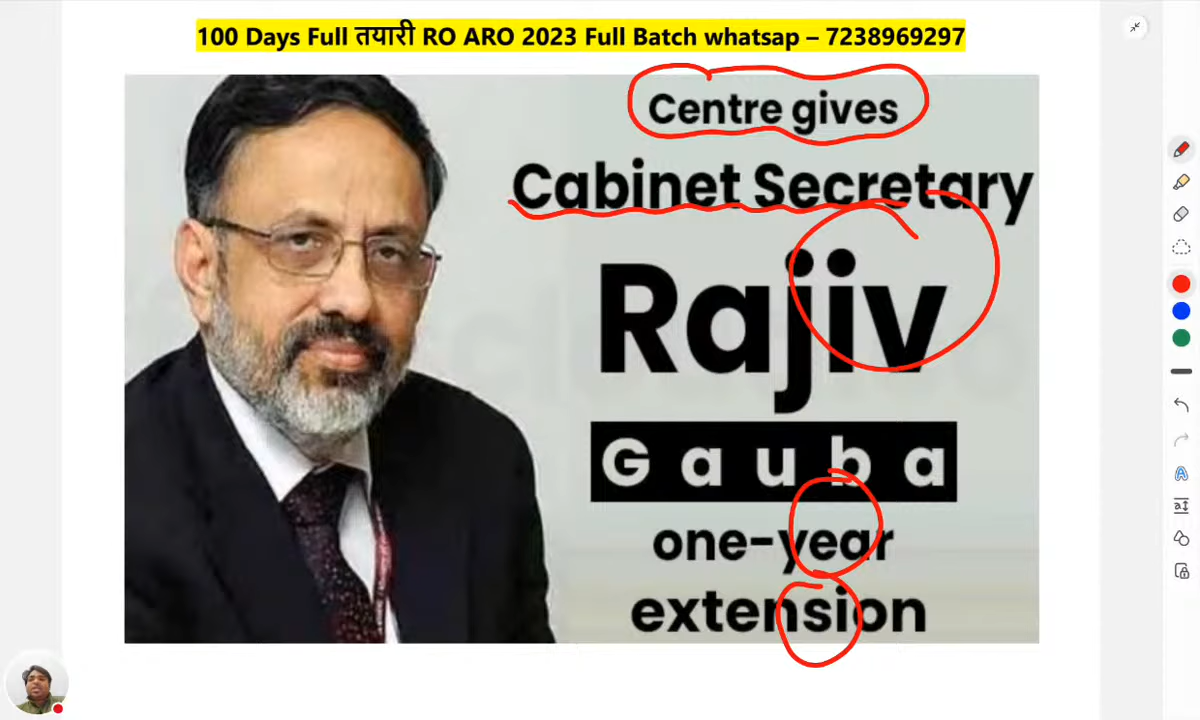 100 Days Full तयारी RO ARO 2023 Full Batch whatsap – 7238969297
Centre gives
Cabinet Secretary
Rajiv
Gauba
one-year
extension